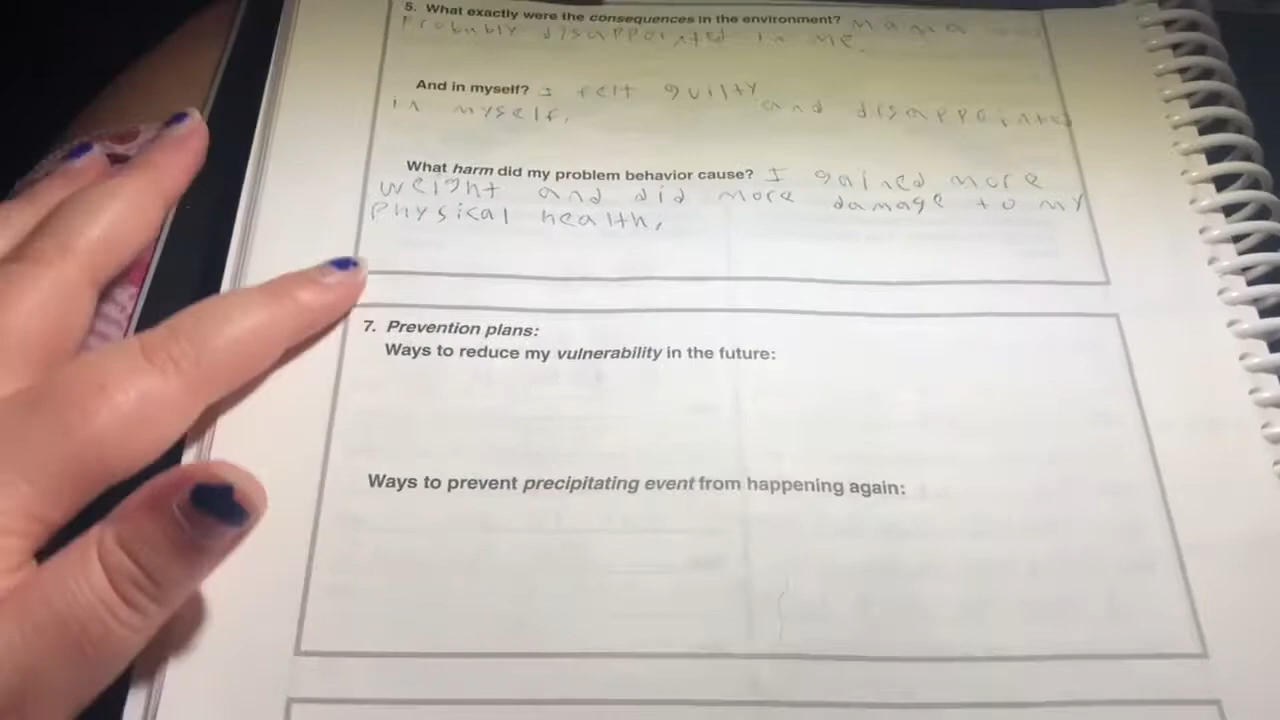 5. What exactly were the consequences in the environment? Mama
Probably disappointed in me.
And in myself? I felt guilty
and disappointed
in myself.
What harm did my problem behavior cause? I gained more
weight and did more damage to my
physical health.
7. Prevention plans:
Ways to reduce my vulnerability in the future:
Ways to prevent precipitating event from happening again: